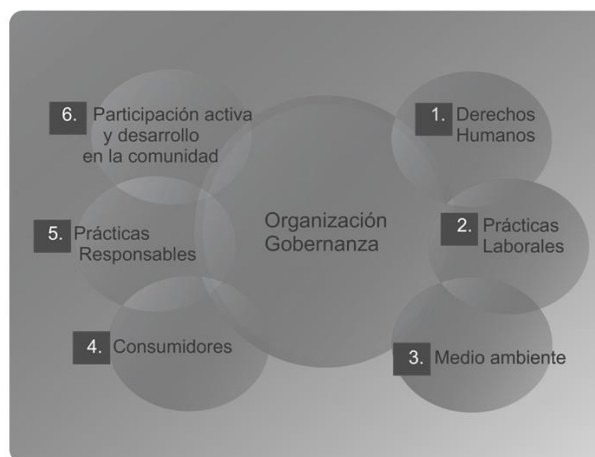 6. Participación activa
y desarrollo
en la comunidad
1. Derechos
Humanos
Organización
Gobernanza
5. Prácticas
Responsables
2. Prácticas
Laborales
4. Consumidores
3. Medio ambiente